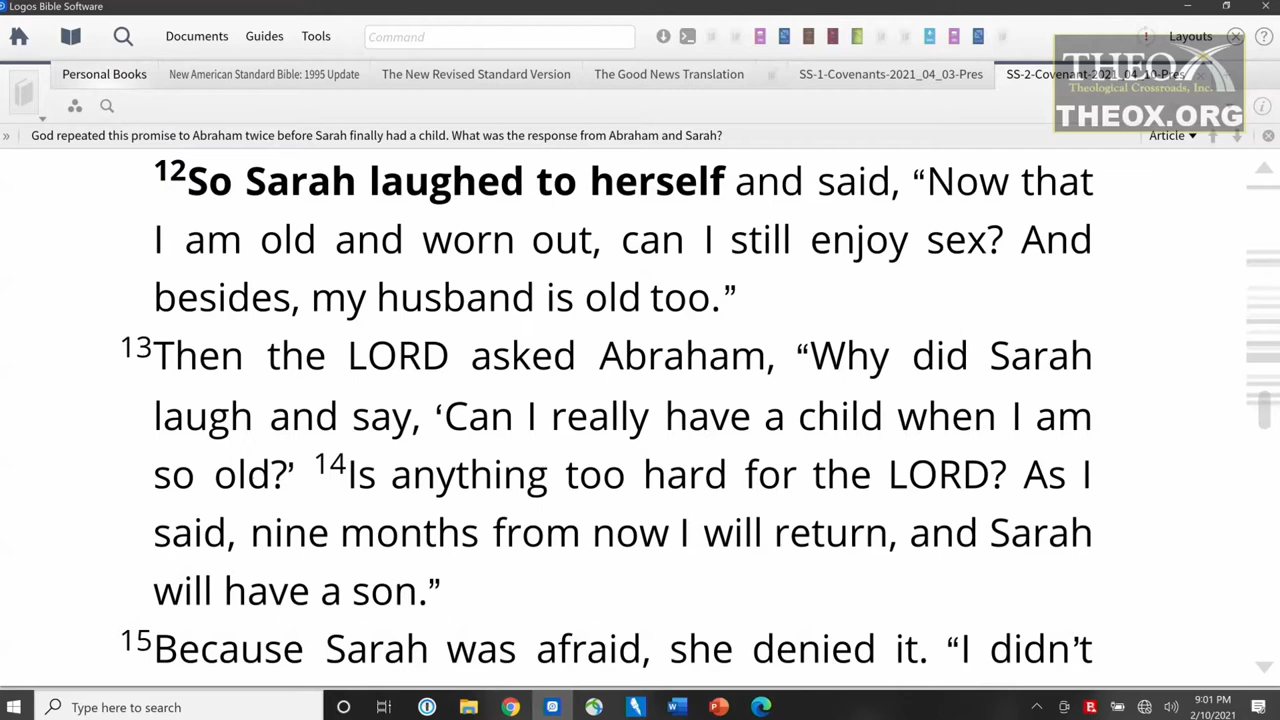 Logos Bible Software
Documents Guides Tools Command Layouts
THEOX
Theological Crossroads, Inc.
THEOX.ORG
Personal Books New American Standard Bible: 1995 Update The New Revised Standard Version The Good News Translation SS-1-Covenants-2021_04_03-Pres SS-2-Covenant-2021_04_10-Pres
» God repeated this promise to Abraham twice before Sarah finally had a child. What was the response from Abraham and Sarah? Article
12So Sarah laughed to herself and said, “Now that
I am old and worn out, can I still enjoy sex? And
besides, my husband is old too.”
13Then the LORD asked Abraham, “Why did Sarah
laugh and say, ‘Can I really have a child when I am
so old?’ 14Is anything too hard for the LORD? As I
said, nine months from now I will return, and Sarah
will have a son.”
15Because Sarah was afraid, she denied it. “I didn’t
Type here to search
9:01 PM
2/10/2021